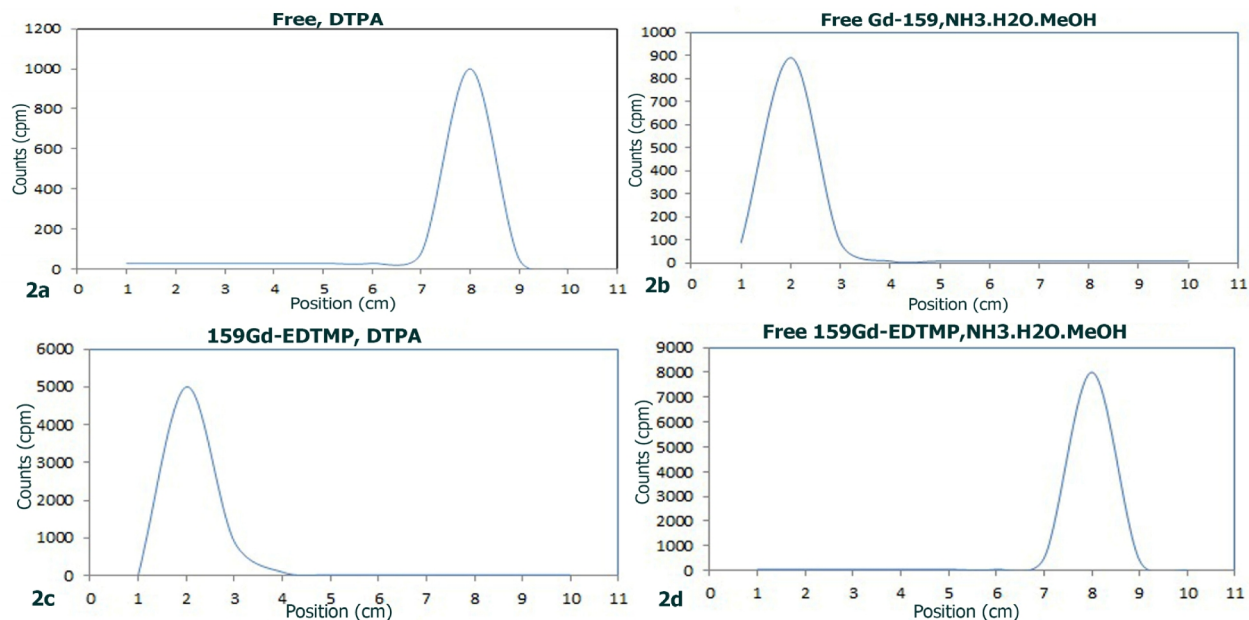 Free, DTPA
1200
1000
800
600
400
200
0
Counts (cpm)
0 1 2 3 4 5 6 7 8 9 10 11
Position (cm)
2a
Free Gd-159,NH3.H2O.MeOH
1000
900
800
700
600
500
400
300
200
100
0
Counts (cpm)
0 1 2 3 4 5 6 7 8 9 10 11
Position (cm)
2b
159Gd-EDTMP, DTPA
6000
5000
4000
3000
2000
1000
0
Counts (cpm)
0 1 2 3 4 5 6 7 8 9 10 11
Position (cm)
2c
Free 159Gd-EDTMP,NH3.H2O.MeOH
9000
8000
7000
6000
5000
4000
3000
2000
1000
0
Counts (cpm)
0 1 2 3 4 5 6 7 8 9 10 11
Position (cm)
2d